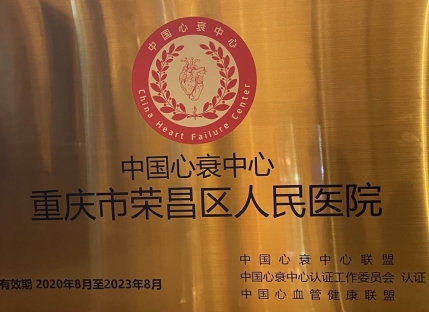 中国心衰中心
China Heart Failure Center
中国心衰中心
重庆市荣昌区人民医院
有效期 2020年8月至2023年8月
中国心衰中心联盟
中国心衰中心认证工作委员会 认证
中国心血管健康联盟